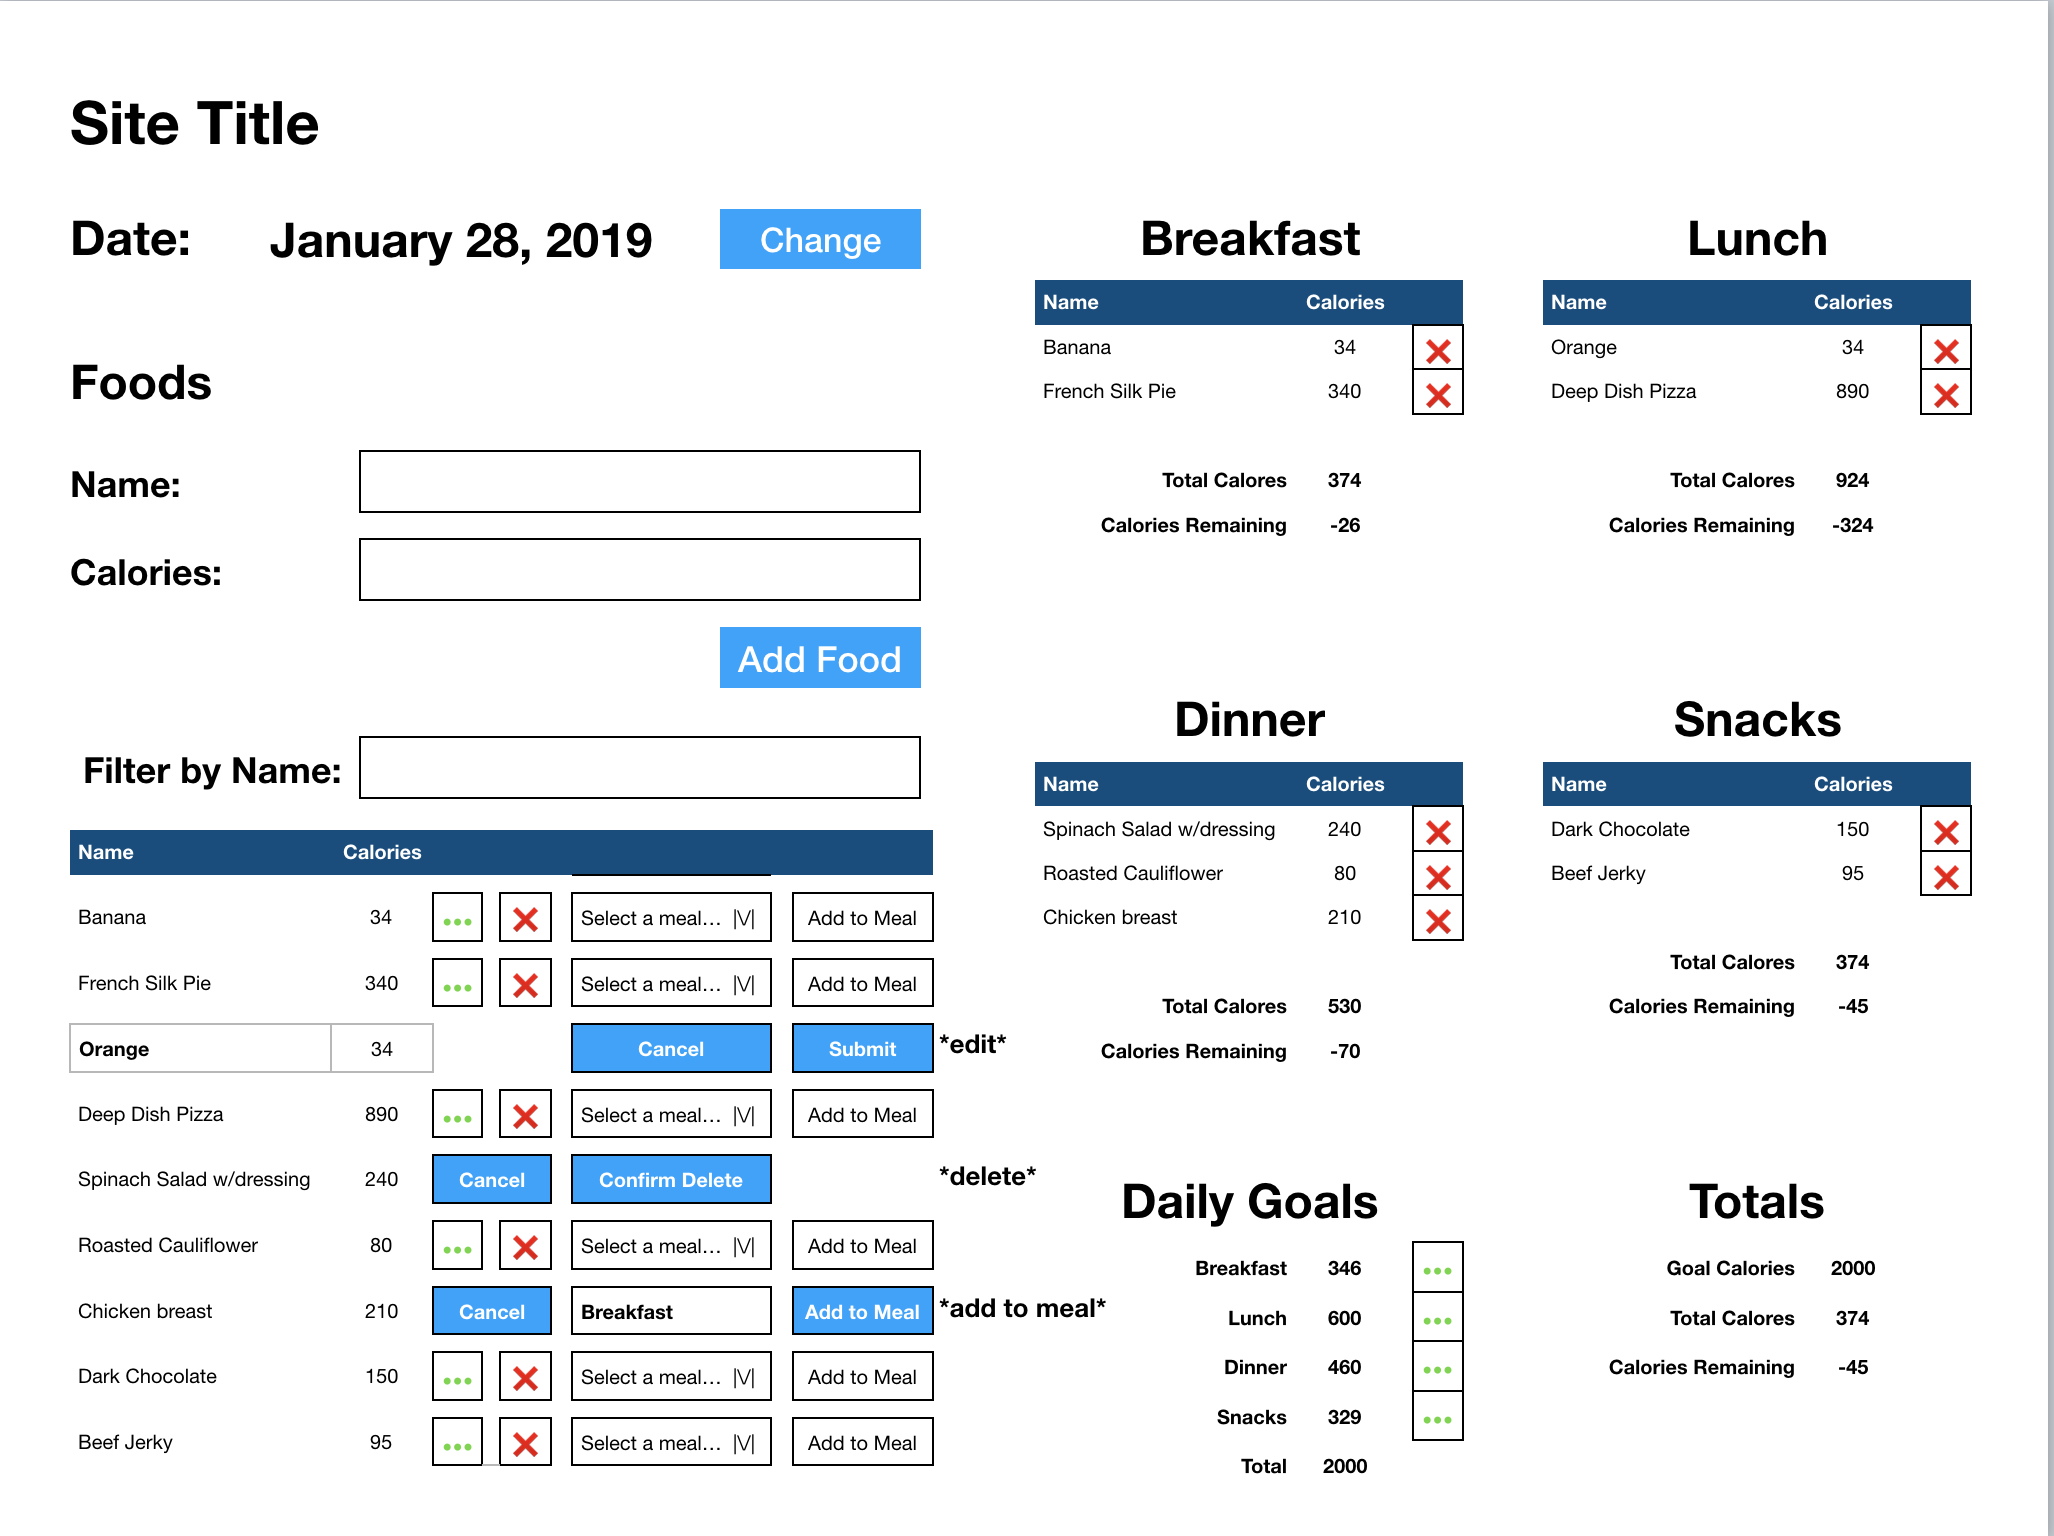 Site Title
Date: January 28, 2019 Change
Foods
Name:
Calories:
Add Food
Filter by Name:
Name Calories
Banana 34 ... Select a meal... |V| Add to Meal
French Silk Pie 340 ... Select a meal... |V| Add to Meal
Orange 34 Cancel Submit *edit*
Deep Dish Pizza 890 ... Select a meal... |V| Add to Meal
Spinach Salad w/dressing 240 Cancel Confirm Delete *delete*
Roasted Cauliflower 80 ... Select a meal... |V| Add to Meal
Chicken breast 210 Cancel Breakfast Add to Meal *add to meal*
Dark Chocolate 150 ... Select a meal... |V| Add to Meal
Beef Jerky 95 ... Select a meal... |V| Add to Meal
Breakfast
Name Calories
Banana 34
French Silk Pie 340
Total Calores 374
Calories Remaining -26
Lunch
Name Calories
Orange 34
Deep Dish Pizza 890
Total Calores 924
Calories Remaining -324
Dinner
Name Calories
Spinach Salad w/dressing 240
Roasted Cauliflower 80
Chicken breast 210
Total Calores 530
Calories Remaining -70
Snacks
Name Calories
Dark Chocolate 150
Beef Jerky 95
Total Calores 374
Calories Remaining -45
Daily Goals
Breakfast 346 ...
Lunch 600 ...
Dinner 460 ...
Snacks 329 ...
Total 2000
Totals
Goal Calories 2000
Total Calores 374
Calories Remaining -45